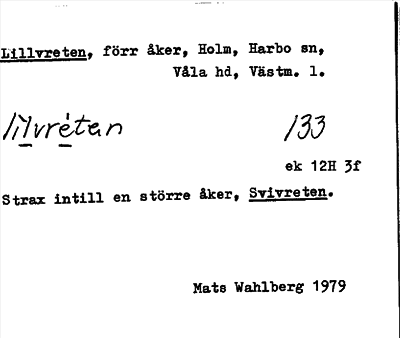 Lillvreten, förr åker, Holm, Harbo sn,
Våla hd, Västm. l.
lilvréten 133
ek 12H 3f
Strax intill en större åker, Svivreten.
Mats Wahlberg 1979